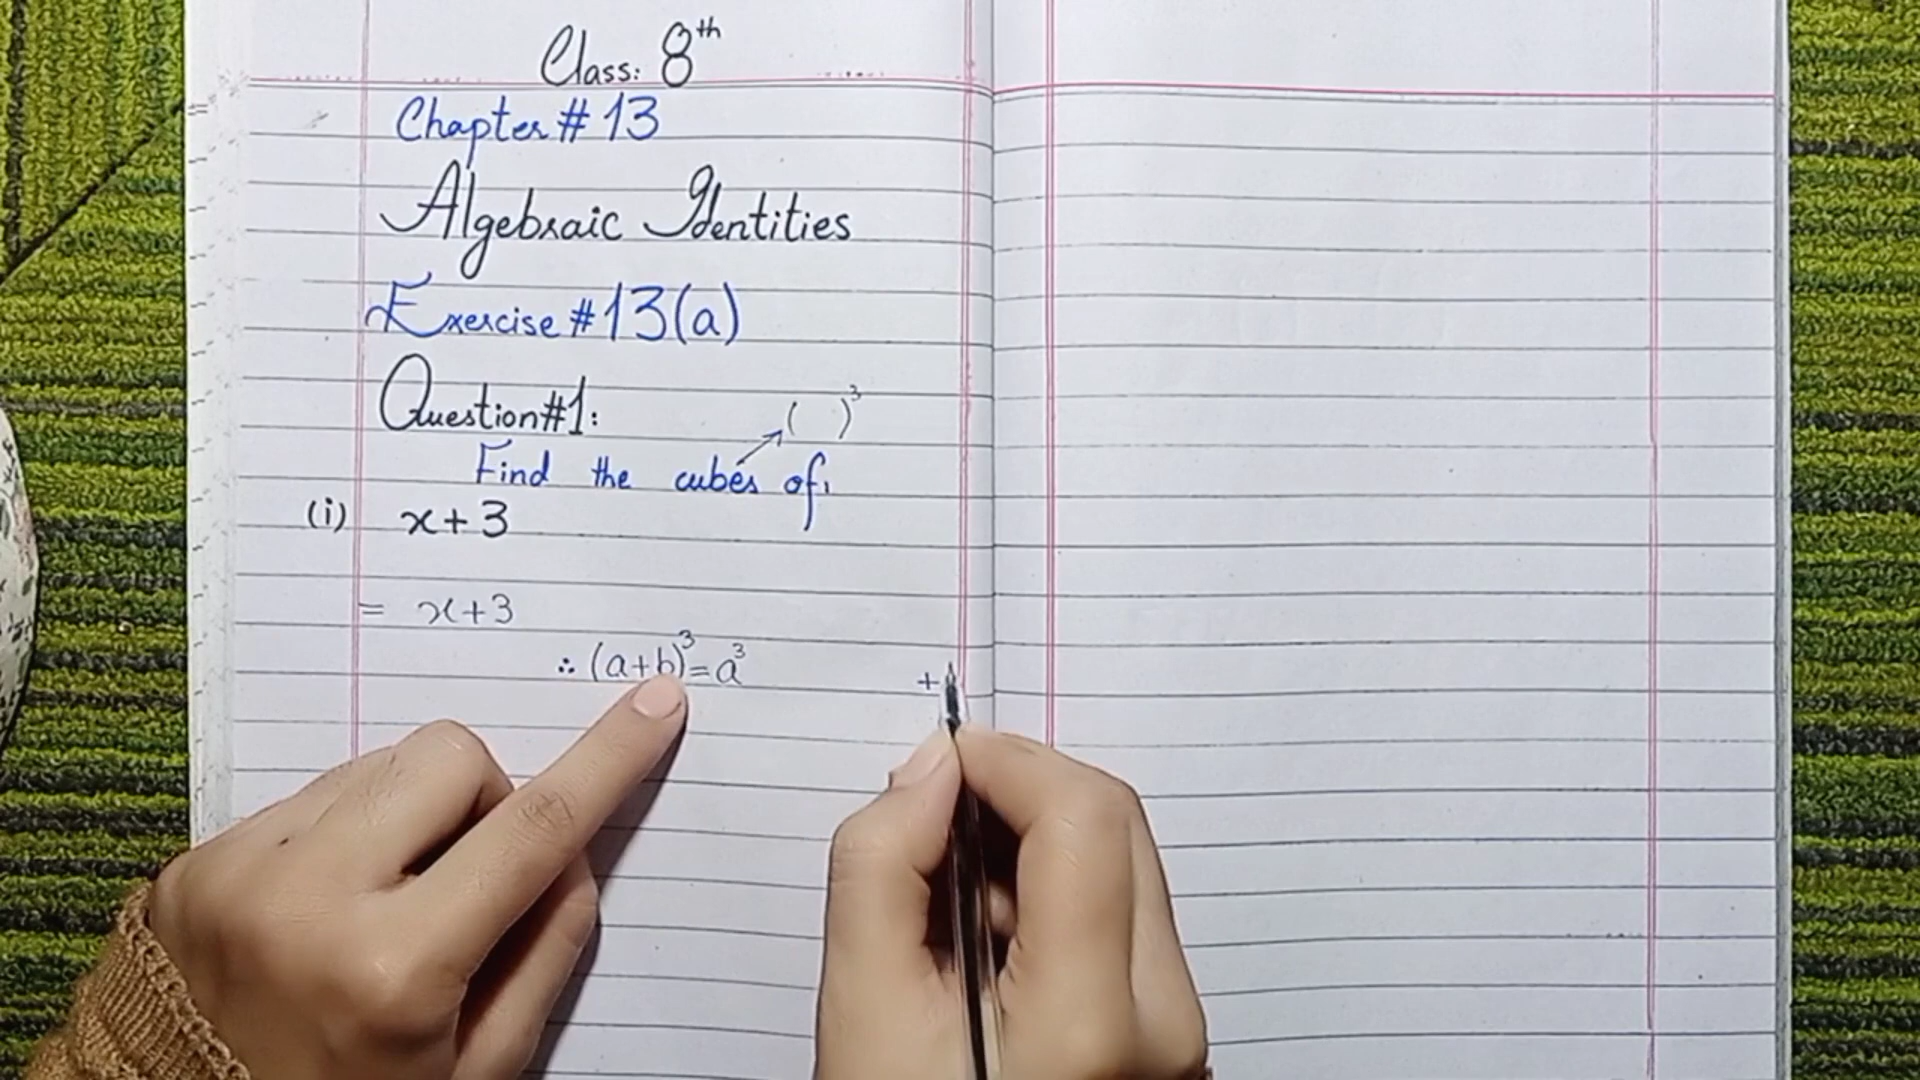 Class: 8th
Chapter # 13
Algebraic Identities
Exercise # 13(a)
Question#1:
( )³
Find the cubes of,
(i) x+3
= x+3
∴ (a+b)³ = a³ +